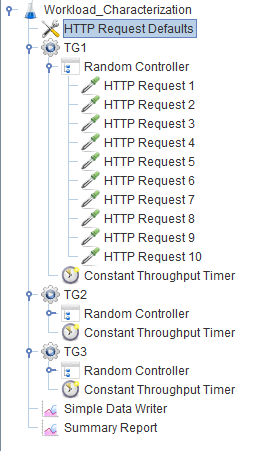 Workload_Characterization
HTTP Request Defaults
TG1
Random Controller
HTTP Request 1
HTTP Request 2
HTTP Request 3
HTTP Request 4
HTTP Request 5
HTTP Request 6
HTTP Request 7
HTTP Request 8
HTTP Request 9
HTTP Request 10
Constant Throughput Timer
TG2
Random Controller
Constant Throughput Timer
TG3
Random Controller
Constant Throughput Timer
Simple Data Writer
Summary Report